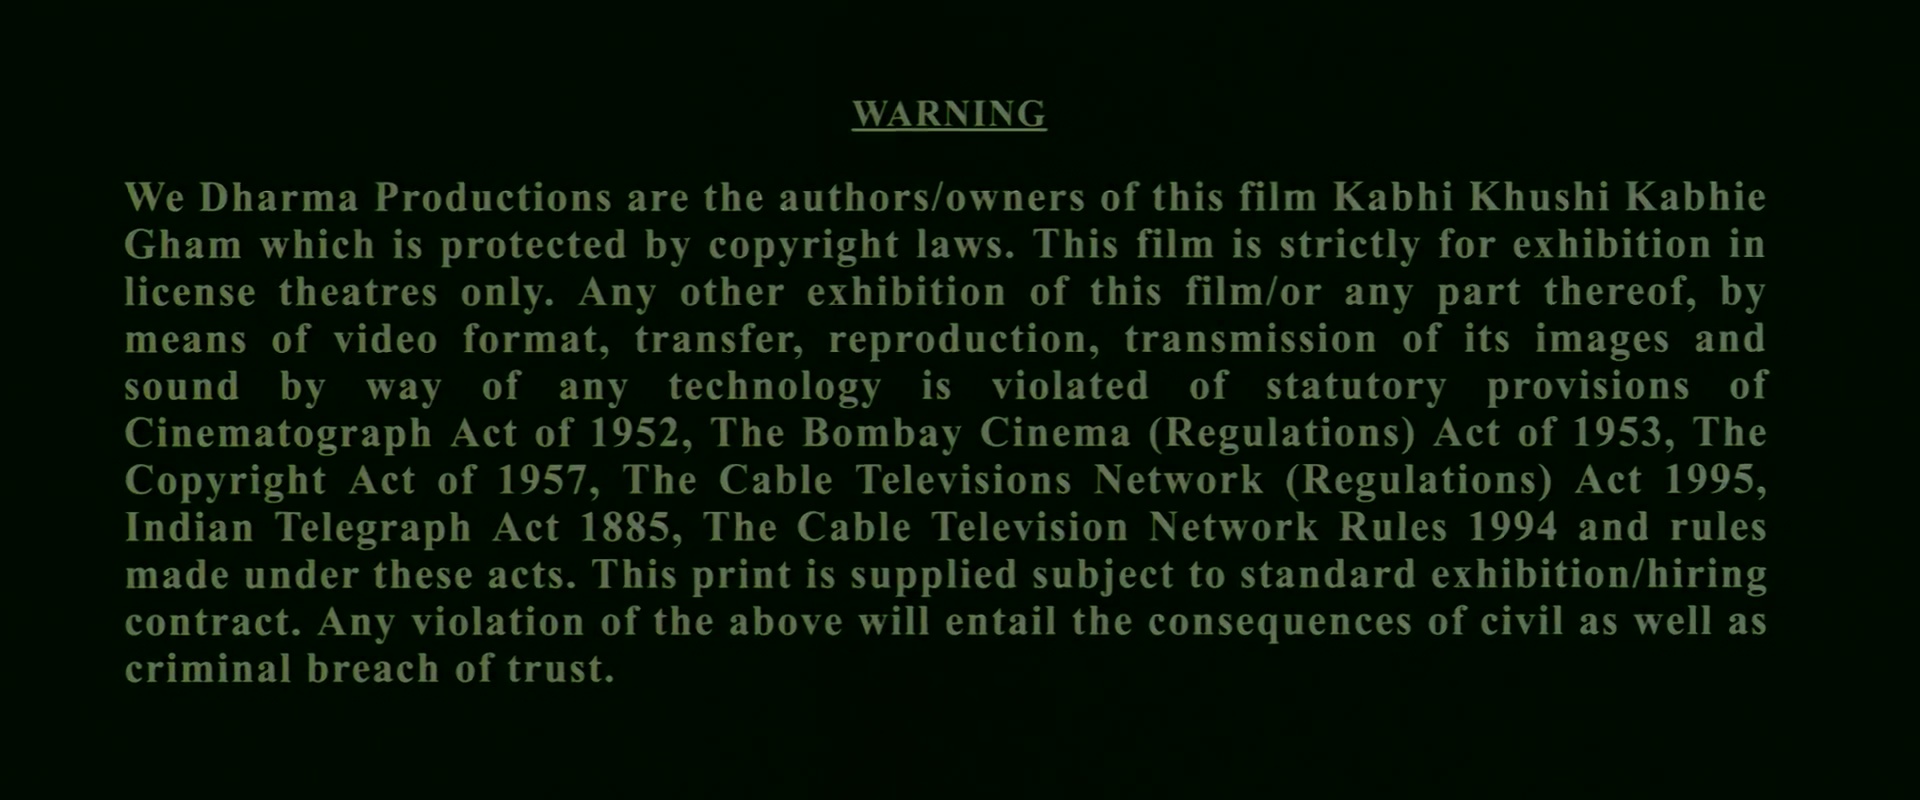 WARNING
We Dharma Productions are the authors/owners of this film Kabhi Khushi Kabhie
Gham which is protected by copyright laws. This film is strictly for exhibition in
license theatres only. Any other exhibition of this film/or any part thereof, by
means of video format, transfer, reproduction, transmission of its images and
sound by way of any technology is violated of statutory provisions of
Cinematograph Act of 1952, The Bombay Cinema (Regulations) Act of 1953, The
Copyright Act of 1957, The Cable Televisions Network (Regulations) Act 1995,
Indian Telegraph Act 1885, The Cable Television Network Rules 1994 and rules
made under these acts. This print is supplied subject to standard exhibition/hiring
contract. Any violation of the above will entail the consequences of civil as well as
criminal breach of trust.